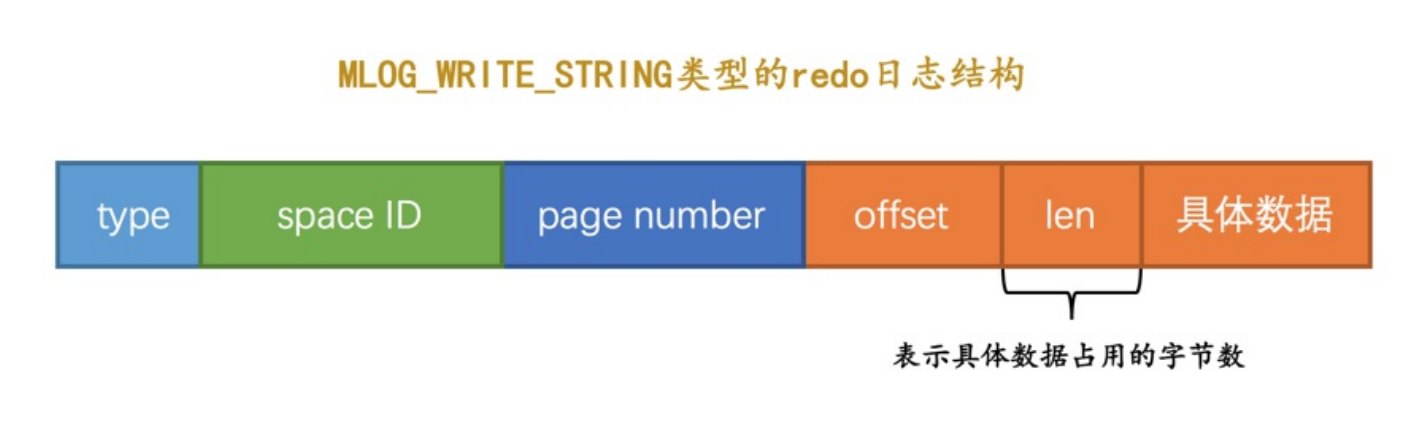 MLOG_WRITE_STRING类型的redo日志结构
type space ID page number offset len 具体数据
表示具体数据占用的字节数